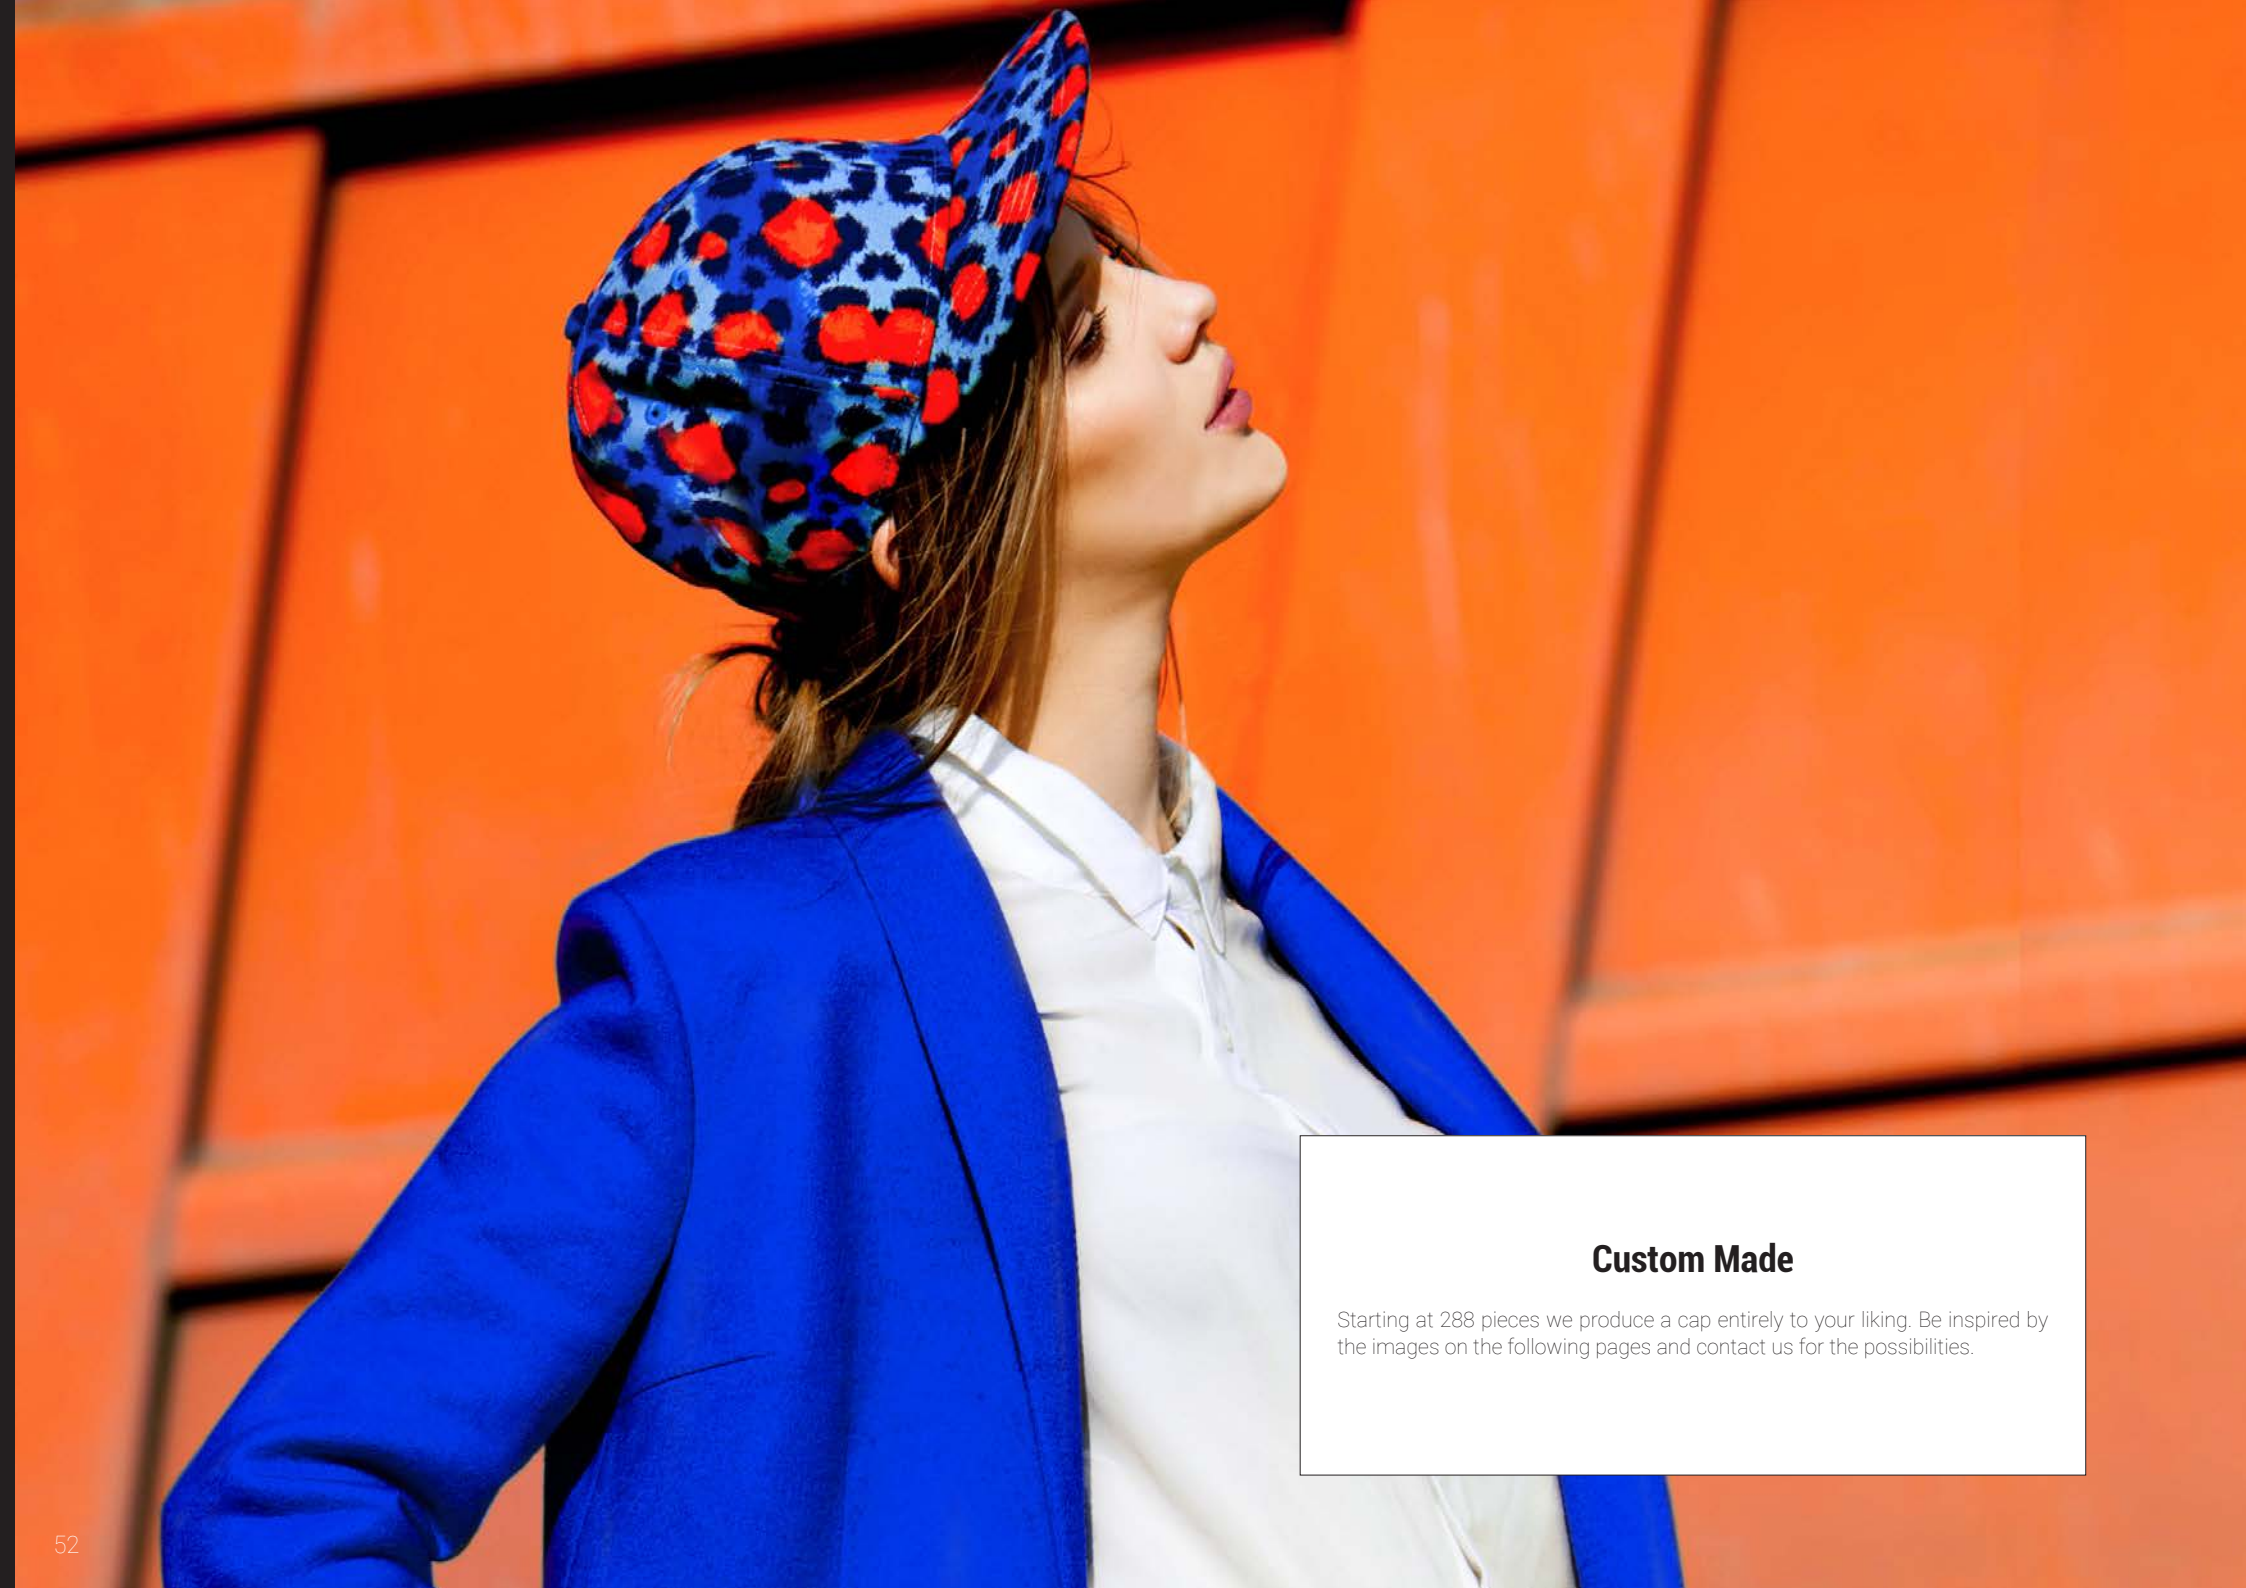 Custom Made
Starting at 288 pieces we produce a cap entirely to your liking. Be inspired by
the images on the following pages and contact us for the possibilities.
52